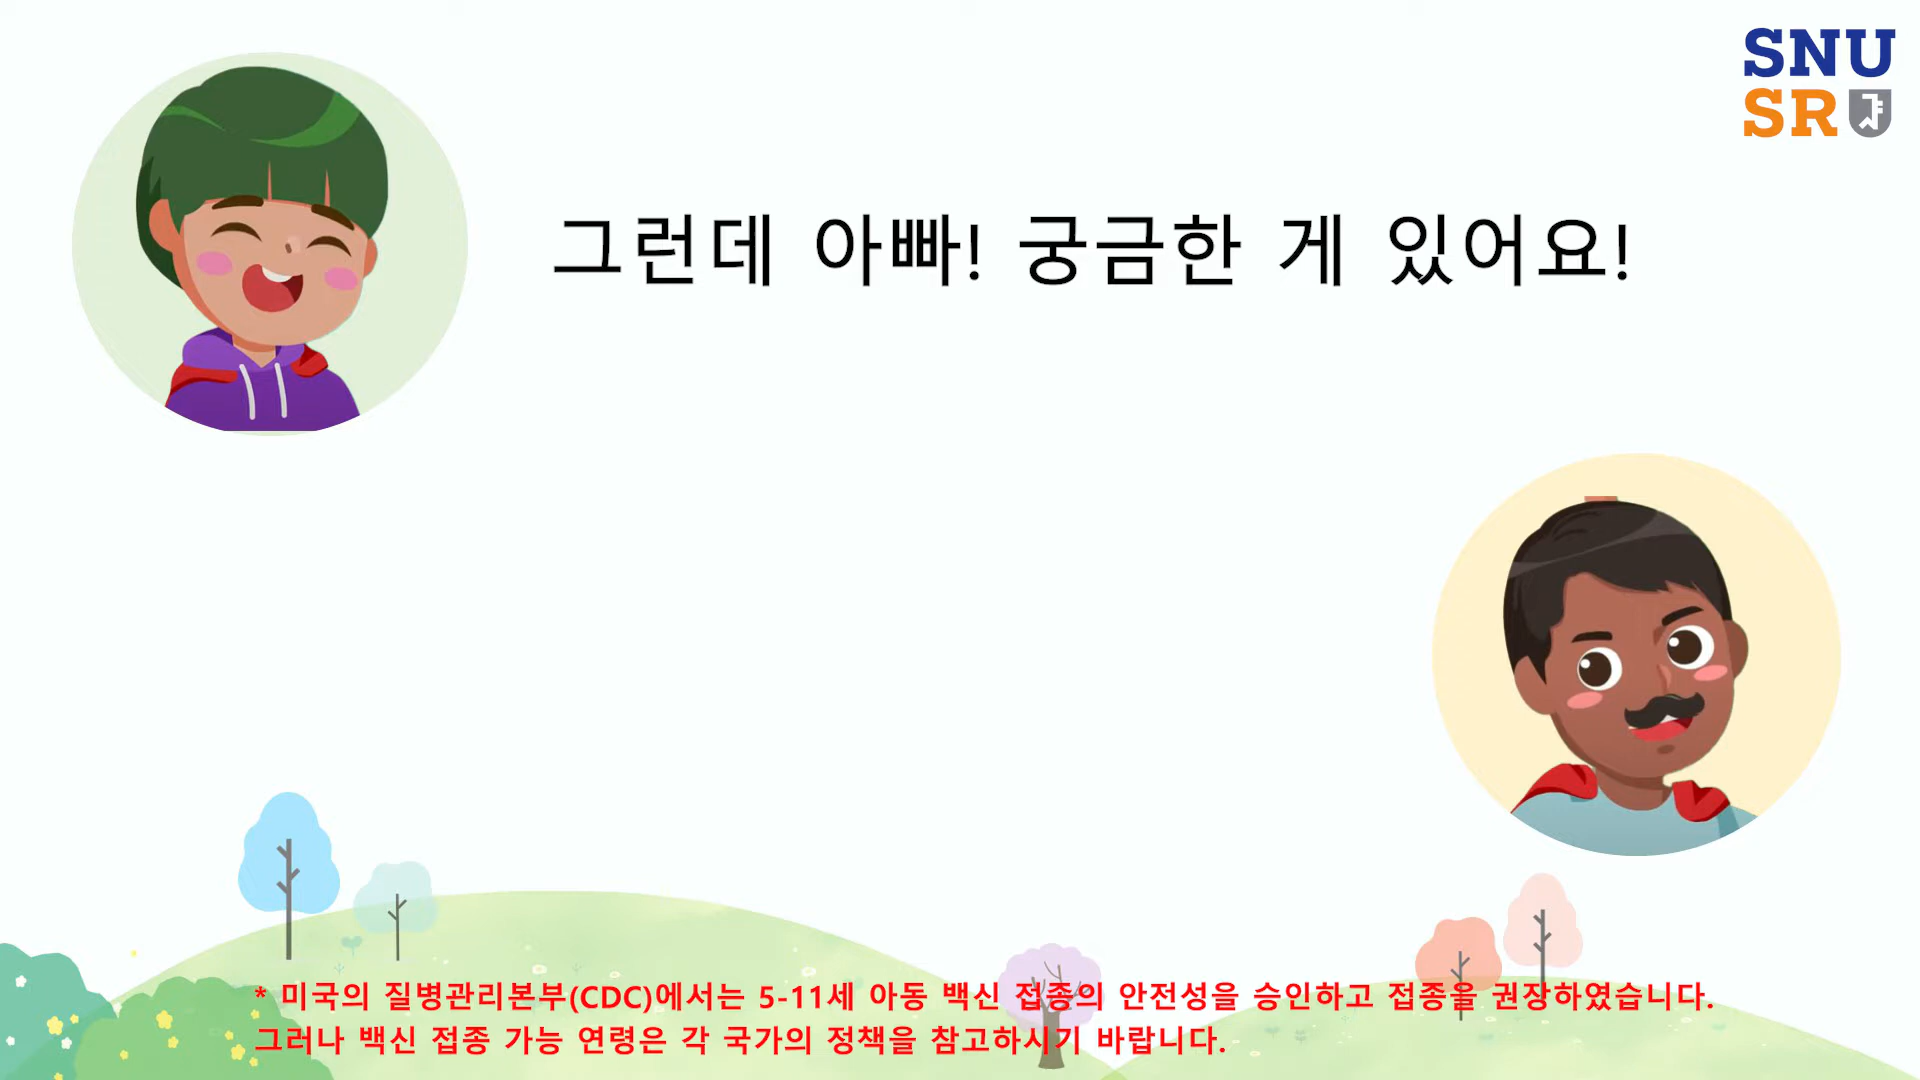 SNU
SR
그런데 아빠! 궁금한 게 있어요!
* 미국의 질병관리본부(CDC)에서는 5-11세 아동 백신 접종의 안전성을 승인하고 접종을 권장하였습니다.
그러나 백신 접종 가능 연령은 각 국가의 정책을 참고하시기 바랍니다.